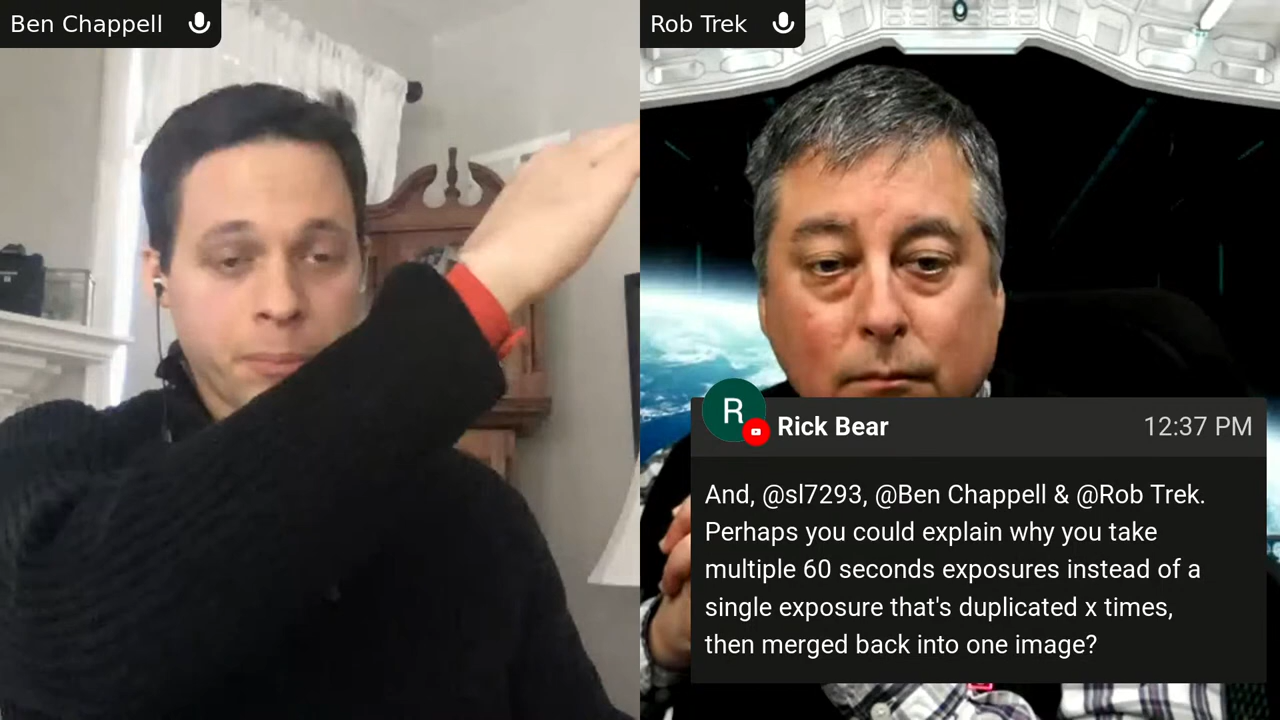 Ben Chappell
Rob Trek
R
Rick Bear
12:37 PM
And, @sl7293, @Ben Chappell & @Rob Trek.
Perhaps you could explain why you take
multiple 60 seconds exposures instead of a
single exposure that's duplicated x times,
then merged back into one image?